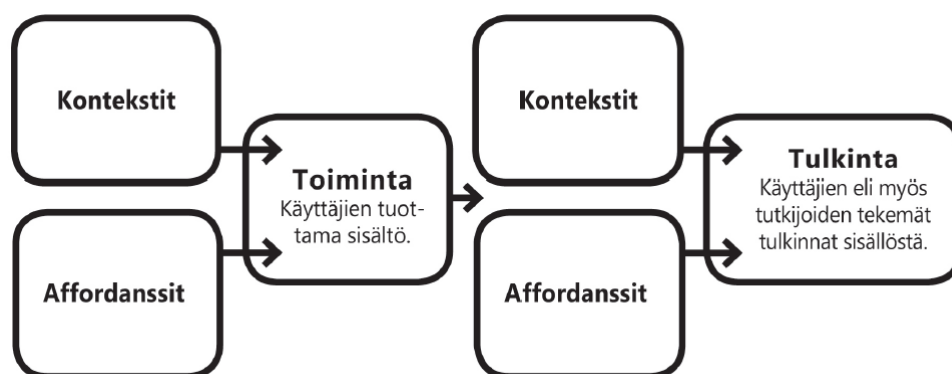 Kontekstit
Affordanssit
Toiminta
Käyttäjien tuot-
tama sisältö.
Kontekstit
Affordanssit
Tulkinta
Käyttäjien eli myös
tutkijoiden tekemät
tulkinnat sisällöstä.